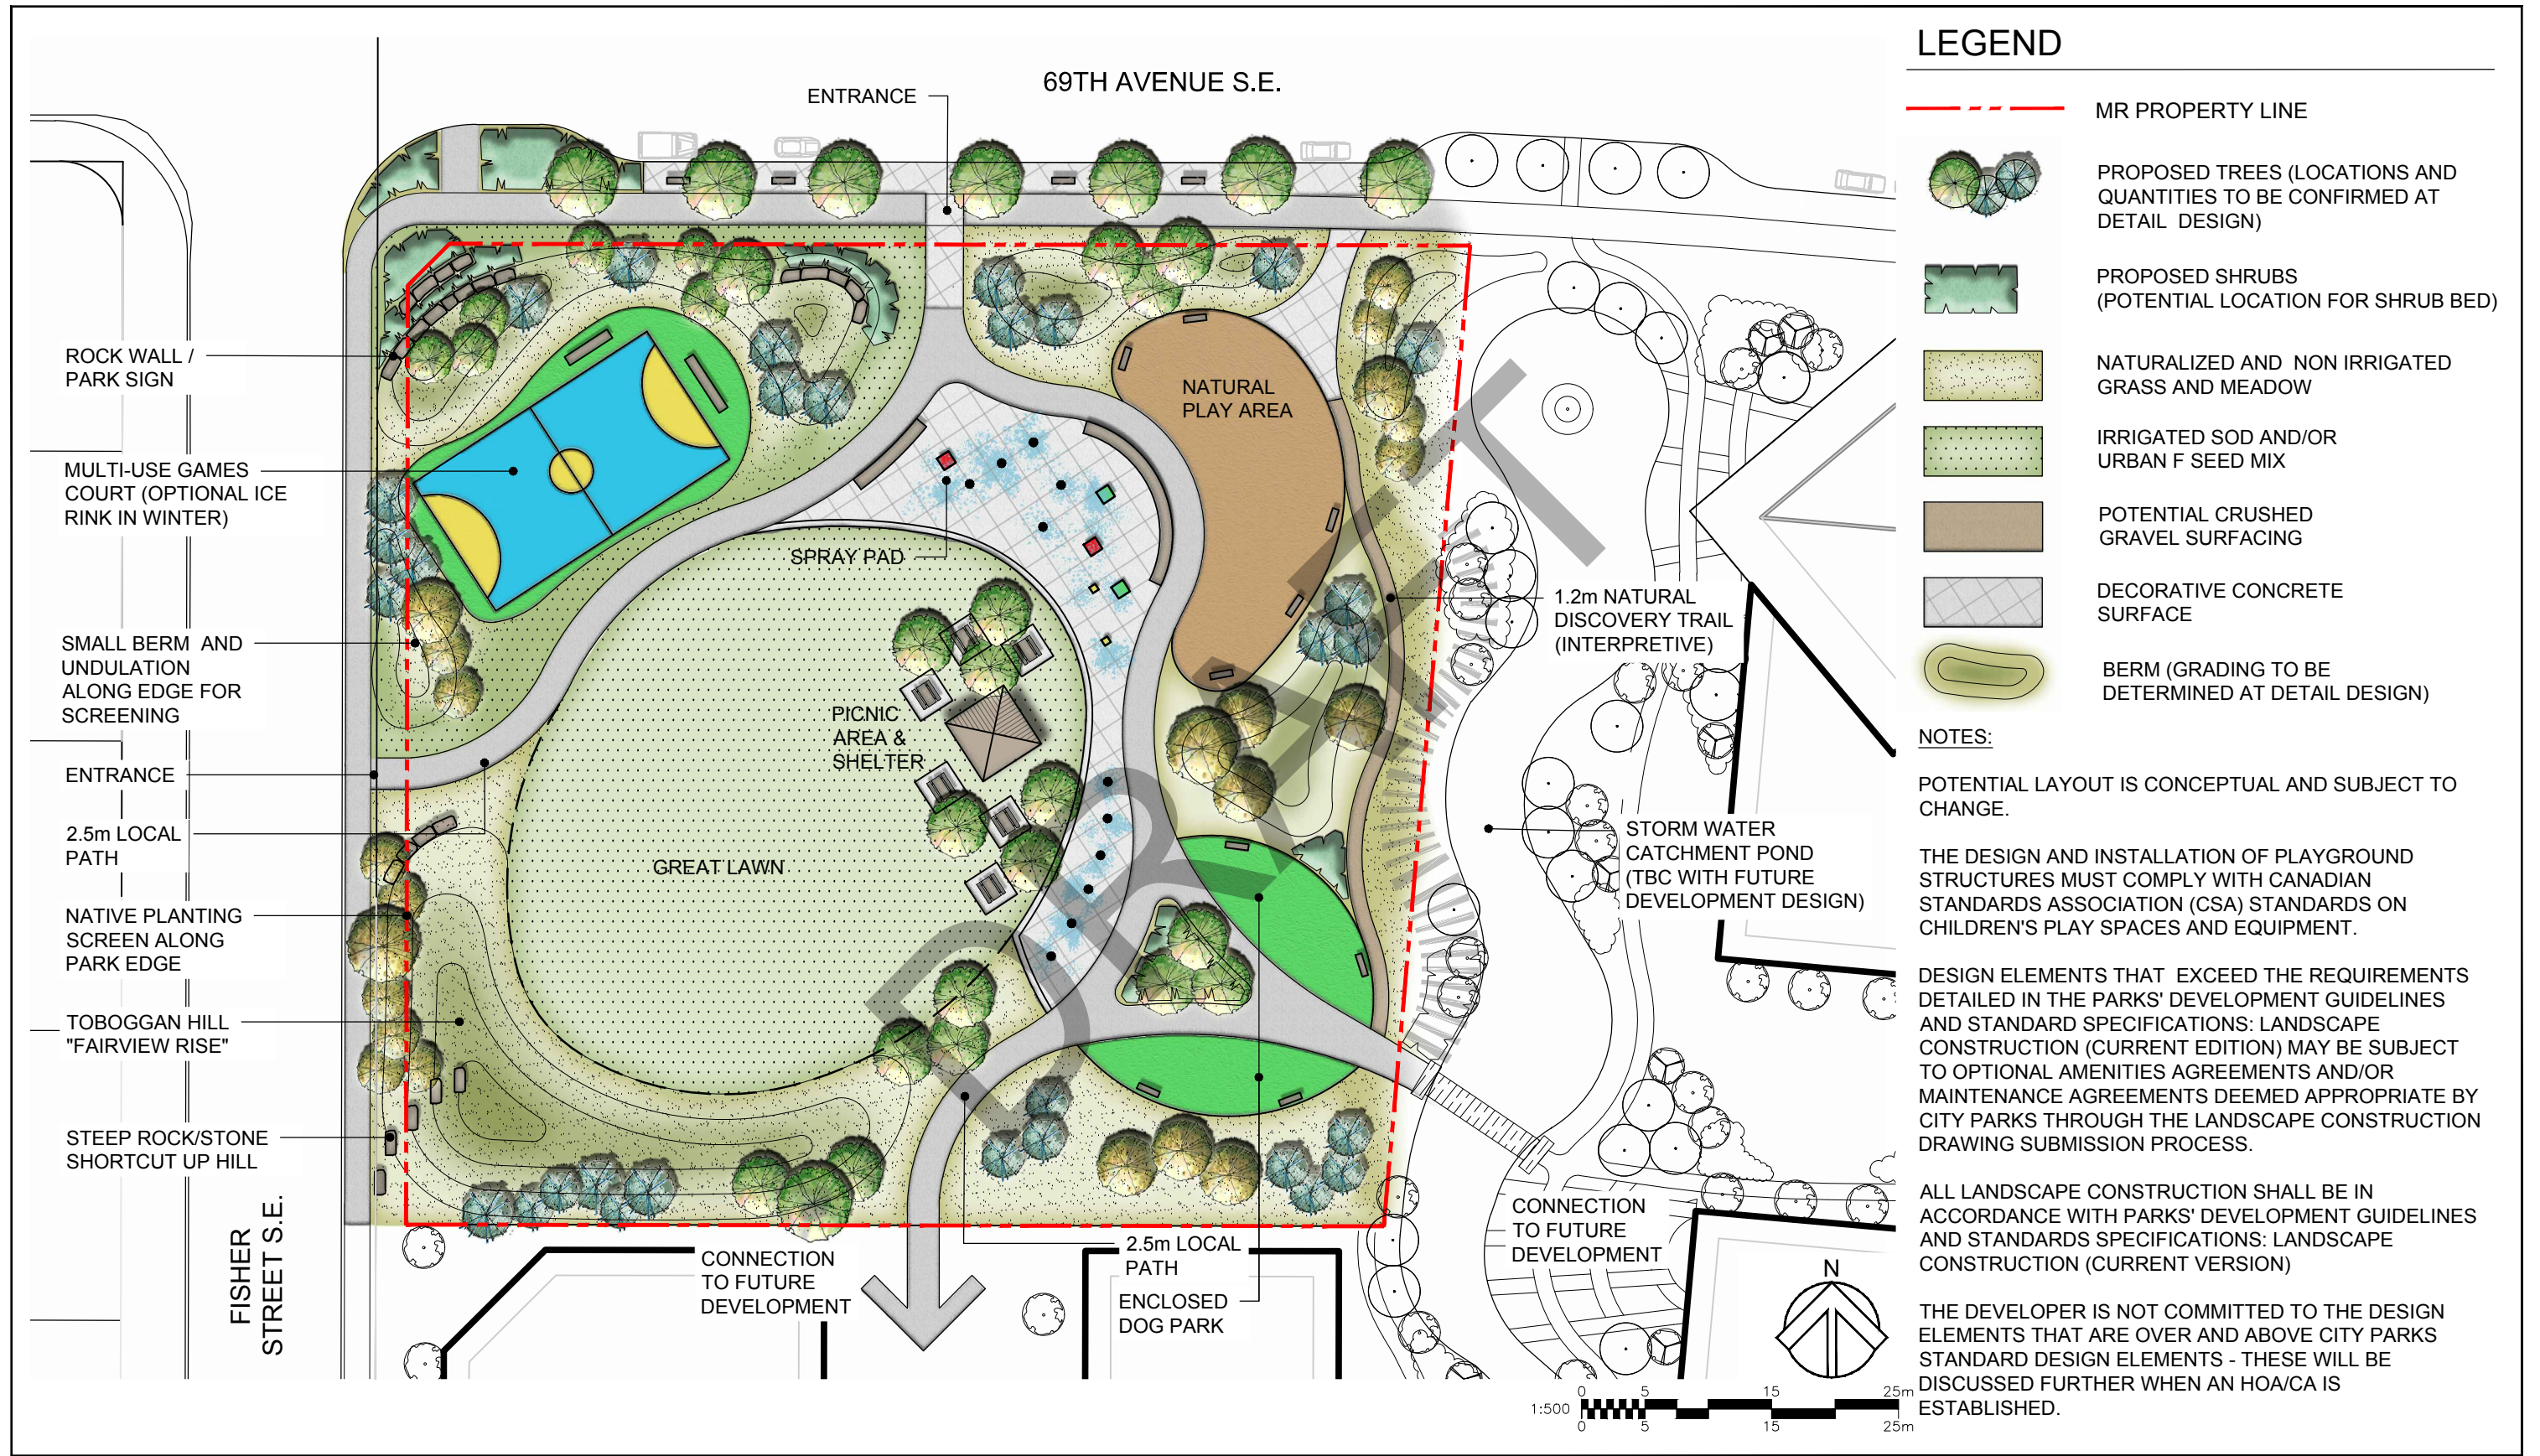 69TH AVENUE S.E.
ENTRANCE
ROCK WALL /
PARK SIGN
MULTI-USE GAMES
COURT (OPTIONAL ICE
RINK IN WINTER)
SMALL BERM AND
UNDULATION
ALONG EDGE FOR
SCREENING
ENTRANCE
2.5m LOCAL
PATH
NATIVE PLANTING
SCREEN ALONG
PARK EDGE
TOBOGGAN HILL
"FAIRVIEW RISE"
STEEP ROCK/STONE
SHORTCUT UP HILL
FISHER
STREET S.E.
NATURAL
PLAY AREA
SPRAY PAD
PICNIC
AREA &
SHELTER
GREAT LAWN
DRAFT
1.2m NATURAL
DISCOVERY TRAIL
(INTERPRETIVE)
STORM WATER
CATCHMENT POND
(TBC WITH FUTURE
DEVELOPMENT DESIGN)
CONNECTION
TO FUTURE
DEVELOPMENT
2.5m LOCAL
PATH
ENCLOSED
DOG PARK
CONNECTION
TO FUTURE
DEVELOPMENT
N
1:500
0 5 15 25m
0 5 15 25m
LEGEND
MR PROPERTY LINE
PROPOSED TREES (LOCATIONS AND
QUANTITIES TO BE CONFIRMED AT
DETAIL DESIGN)
PROPOSED SHRUBS
(POTENTIAL LOCATION FOR SHRUB BED)
NATURALIZED AND NON IRRIGATED
GRASS AND MEADOW
IRRIGATED SOD AND/OR
URBAN F SEED MIX
POTENTIAL CRUSHED
GRAVEL SURFACING
DECORATIVE CONCRETE
SURFACE
BERM (GRADING TO BE
DETERMINED AT DETAIL DESIGN)
NOTES:
POTENTIAL LAYOUT IS CONCEPTUAL AND SUBJECT TO
CHANGE.
THE DESIGN AND INSTALLATION OF PLAYGROUND
STRUCTURES MUST COMPLY WITH CANADIAN
STANDARDS ASSOCIATION (CSA) STANDARDS ON
CHILDREN'S PLAY SPACES AND EQUIPMENT.
DESIGN ELEMENTS THAT EXCEED THE REQUIREMENTS
DETAILED IN THE PARKS' DEVELOPMENT GUIDELINES
AND STANDARD SPECIFICATIONS: LANDSCAPE
CONSTRUCTION (CURRENT EDITION) MAY BE SUBJECT
TO OPTIONAL AMENITIES AGREEMENTS AND/OR
MAINTENANCE AGREEMENTS DEEMED APPROPRIATE BY
CITY PARKS THROUGH THE LANDSCAPE CONSTRUCTION
DRAWING SUBMISSION PROCESS.
ALL LANDSCAPE CONSTRUCTION SHALL BE IN
ACCORDANCE WITH PARKS' DEVELOPMENT GUIDELINES
AND STANDARDS SPECIFICATIONS: LANDSCAPE
CONSTRUCTION (CURRENT VERSION)
THE DEVELOPER IS NOT COMMITTED TO THE DESIGN
ELEMENTS THAT ARE OVER AND ABOVE CITY PARKS
STANDARD DESIGN ELEMENTS - THESE WILL BE
DISCUSSED FURTHER WHEN AN HOA/CA IS
ESTABLISHED.